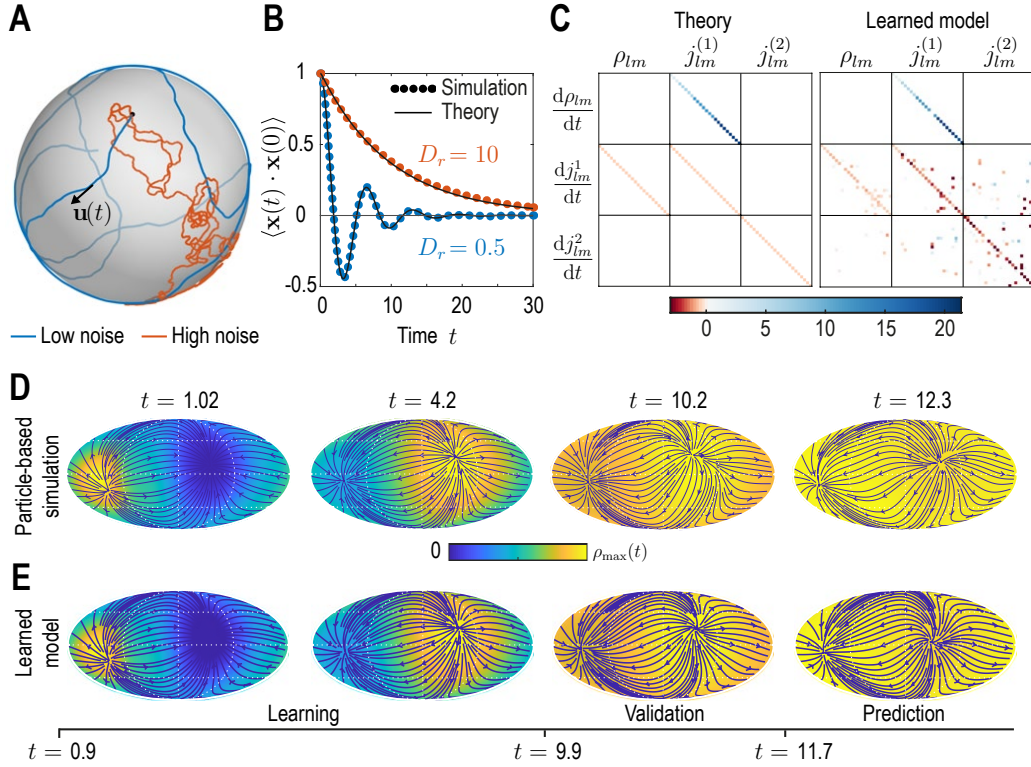 A
u(t)
Low noise
High noise
B
⟨x(t) · x(0)⟩
1
0.5
0
-0.5
Simulation
Theory
D_r = 10
D_r = 0.5
0 10 20 30
Time t
C
Theory
Learned model
ρ_lm j_lm^(1) j_lm^(2)
ρ_lm j_lm^(1) j_lm^(2)
dρ_lm/dt
dj_lm^1/dt
dj_lm^2/dt
0 5 10 15 20
D
t = 1.02
t = 4.2
t = 10.2
t = 12.3
Particle-based
simulation
0
ρ_max(t)
E
Learned
model
Learning
Validation
Prediction
t = 0.9
t = 9.9
t = 11.7